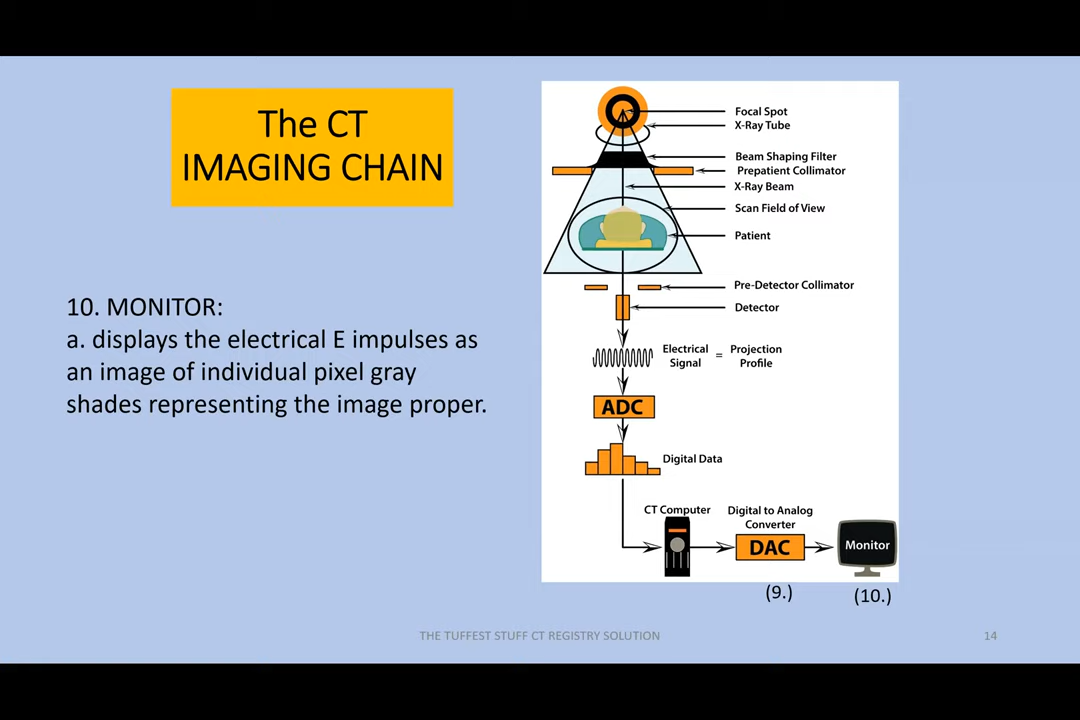 The CT
IMAGING CHAIN
10. MONITOR:
a. displays the electrical E impulses as
an image of individual pixel gray
shades representing the image proper.
Focal Spot
X-Ray Tube
Beam Shaping Filter
Prepatient Collimator
X-Ray Beam
Scan Field of View
Patient
Pre-Detector Collimator
Detector
Electrical
Signal
=
Projection
Profile
ADC
Digital Data
CT Computer
Digital to Analog
Converter
DAC
Monitor
(9.)
(10.)
THE TUFFEST STUFF CT REGISTRY SOLUTION
14